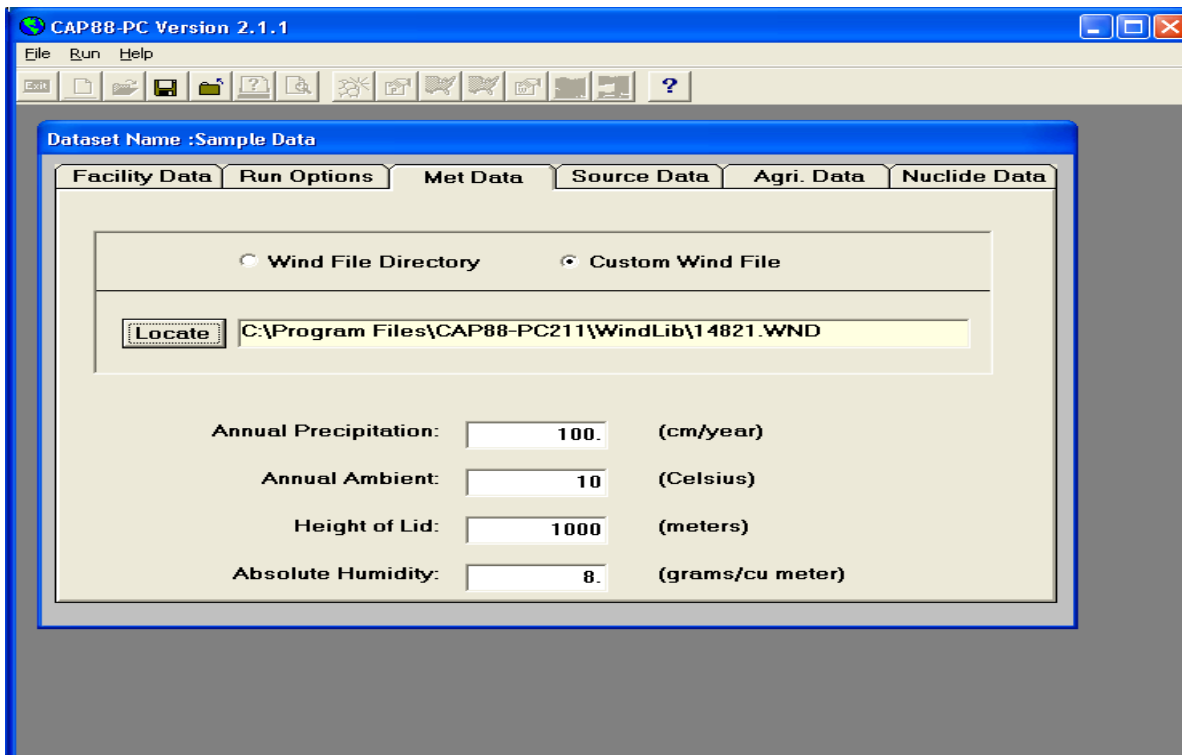 CAP88-PC Version 2.1.1
File Run Help
Exit
?
Dataset Name :Sample Data
Facility Data Run Options Met Data Source Data Agri. Data Nuclide Data
Wind File Directory Custom Wind File
Locate C:\Program Files\CAP88-PC211\WindLib\14821.WND
Annual Precipitation: 100. (cm/year)
Annual Ambient: 10 (Celsius)
Height of Lid: 1000 (meters)
Absolute Humidity: 8. (grams/cu meter)